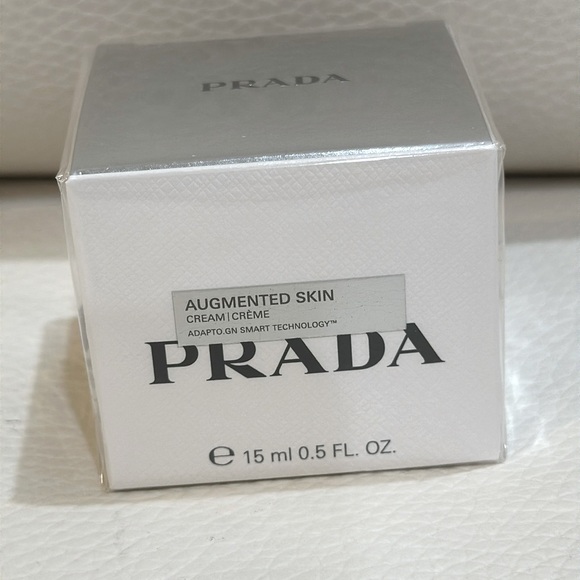 PRADA
AUGMENTED SKIN
CREAM | CRÈME
ADAPTO.GN SMART TECHNOLOGY™
PRADA
℮ 15 ml 0.5 FL. OZ.